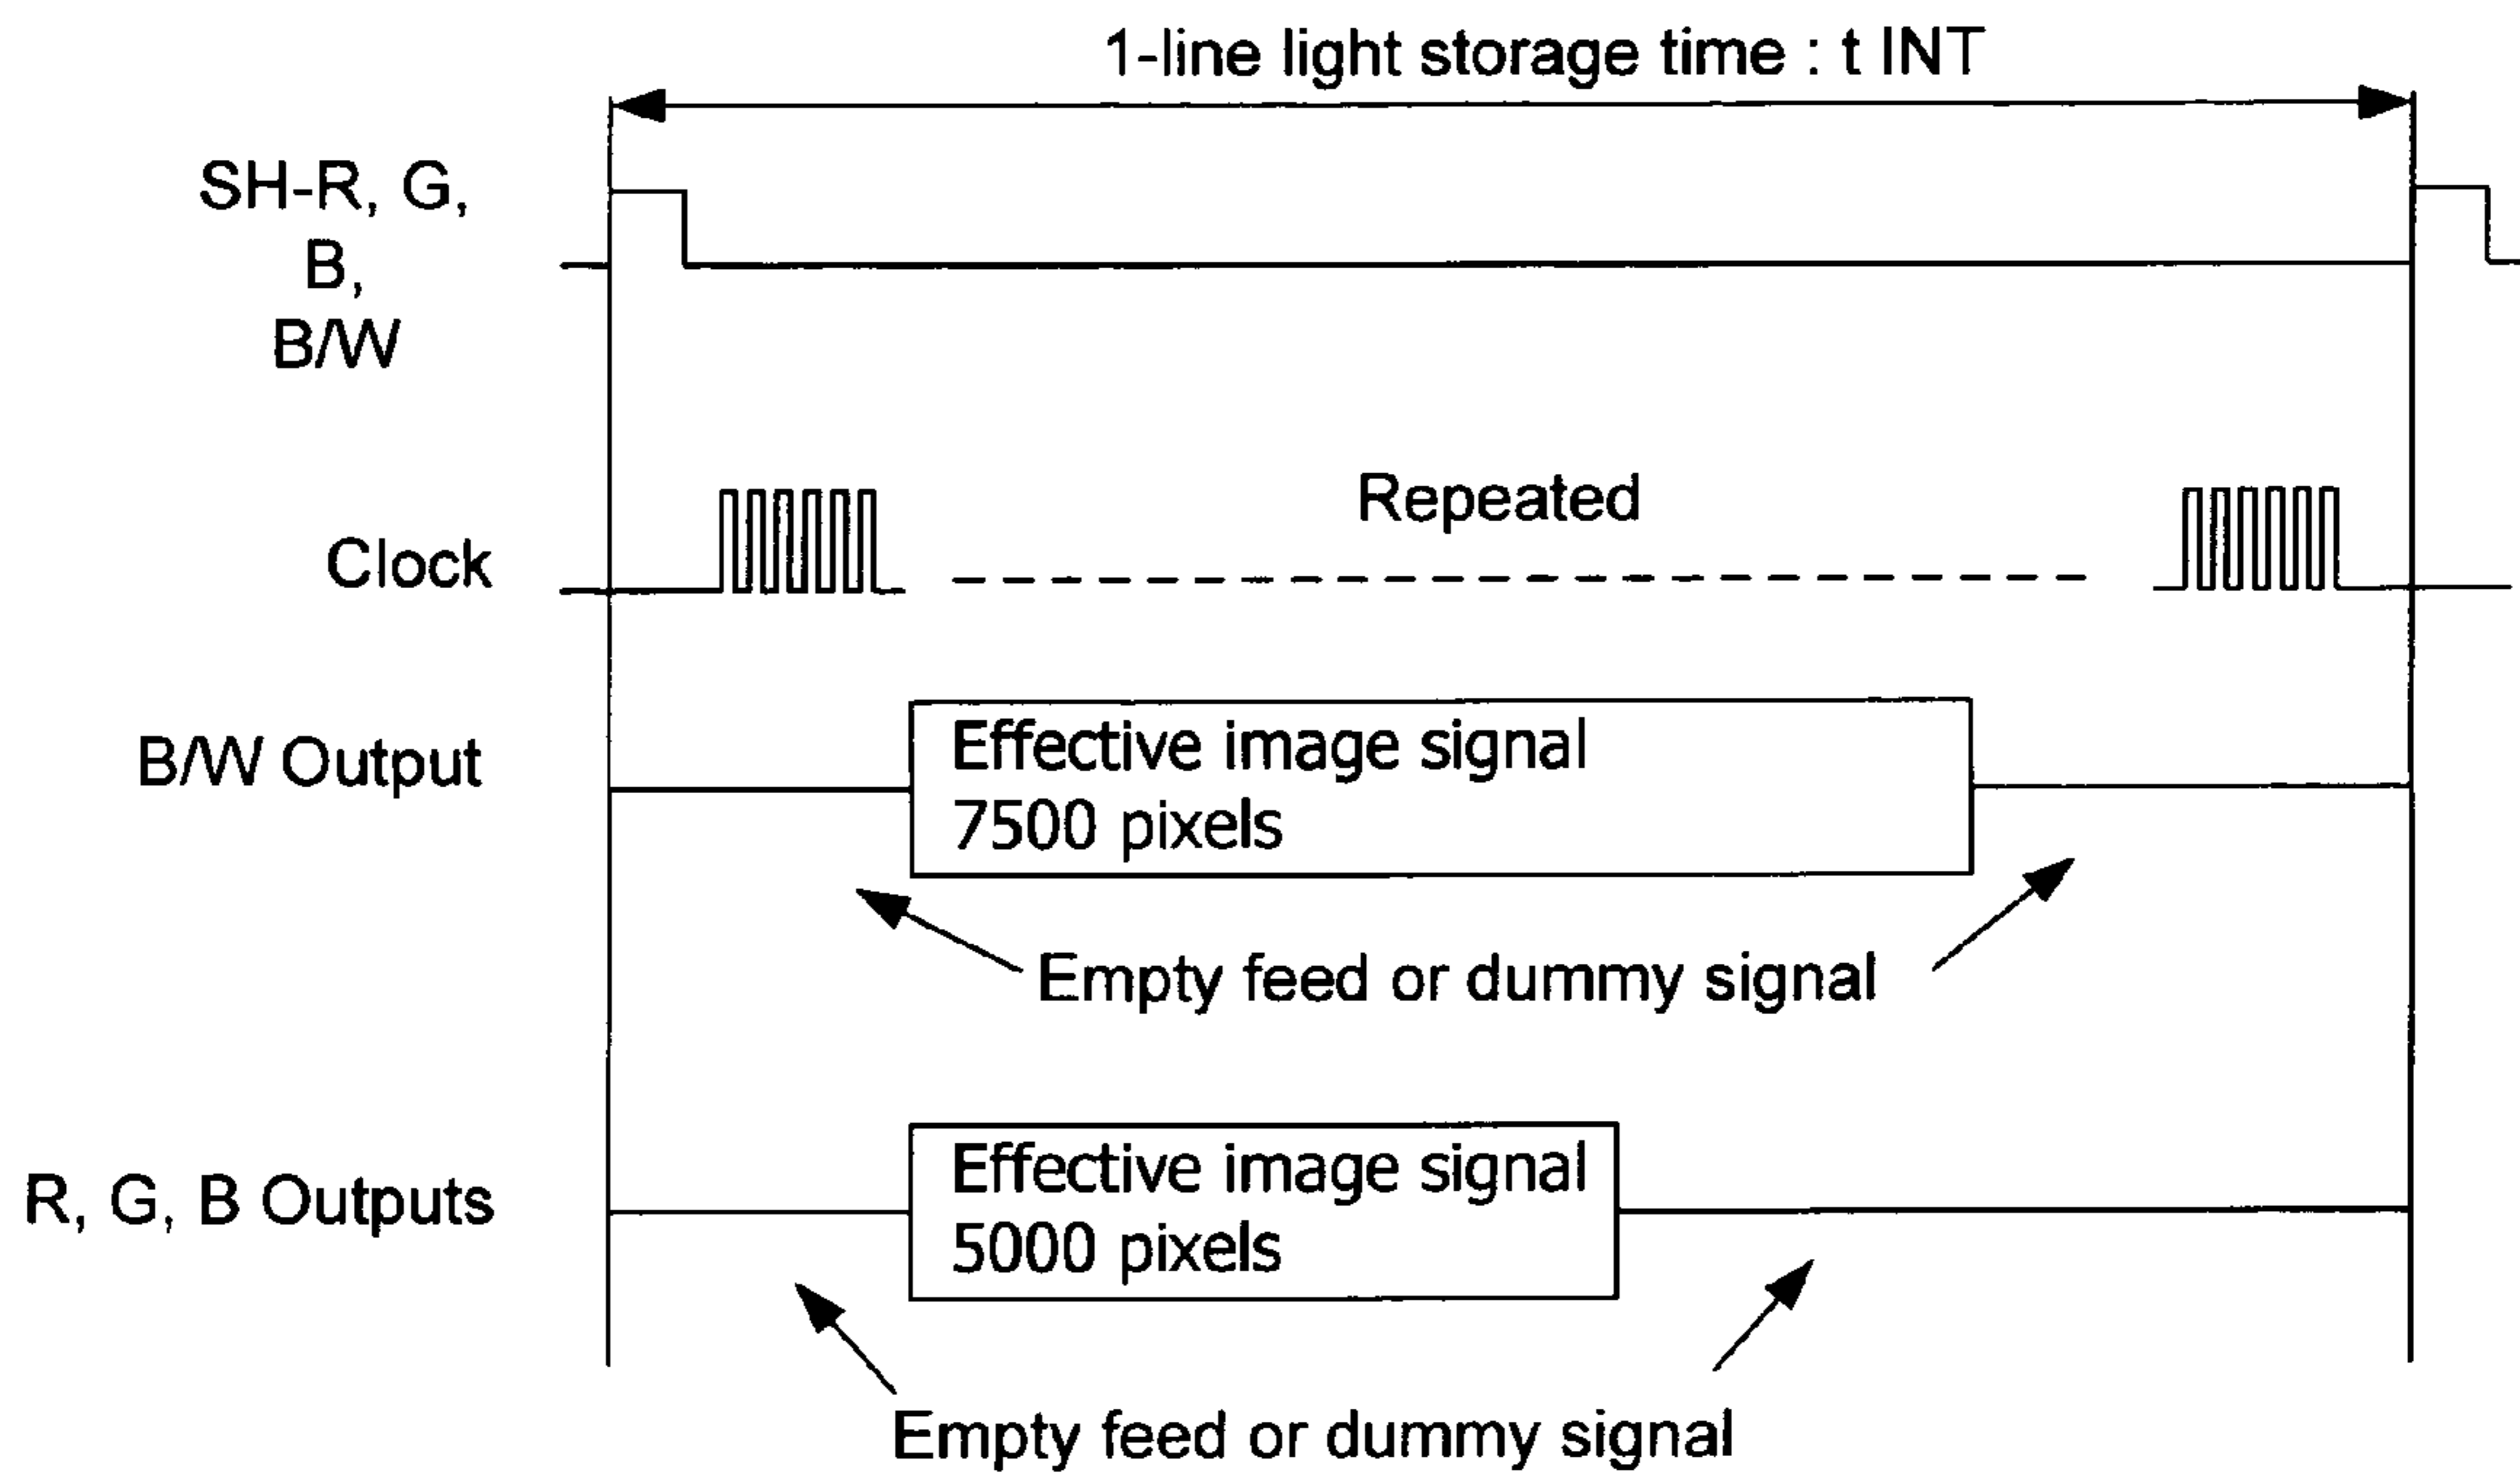 1-line light storage time : t INT
SH-R, G,
B,
B/W
Repeated
Clock
B/W Output
Effective image signal
7500 pixels
Empty feed or dummy signal
R, G, B Outputs
Effective image signal
5000 pixels
Empty feed or dummy signal